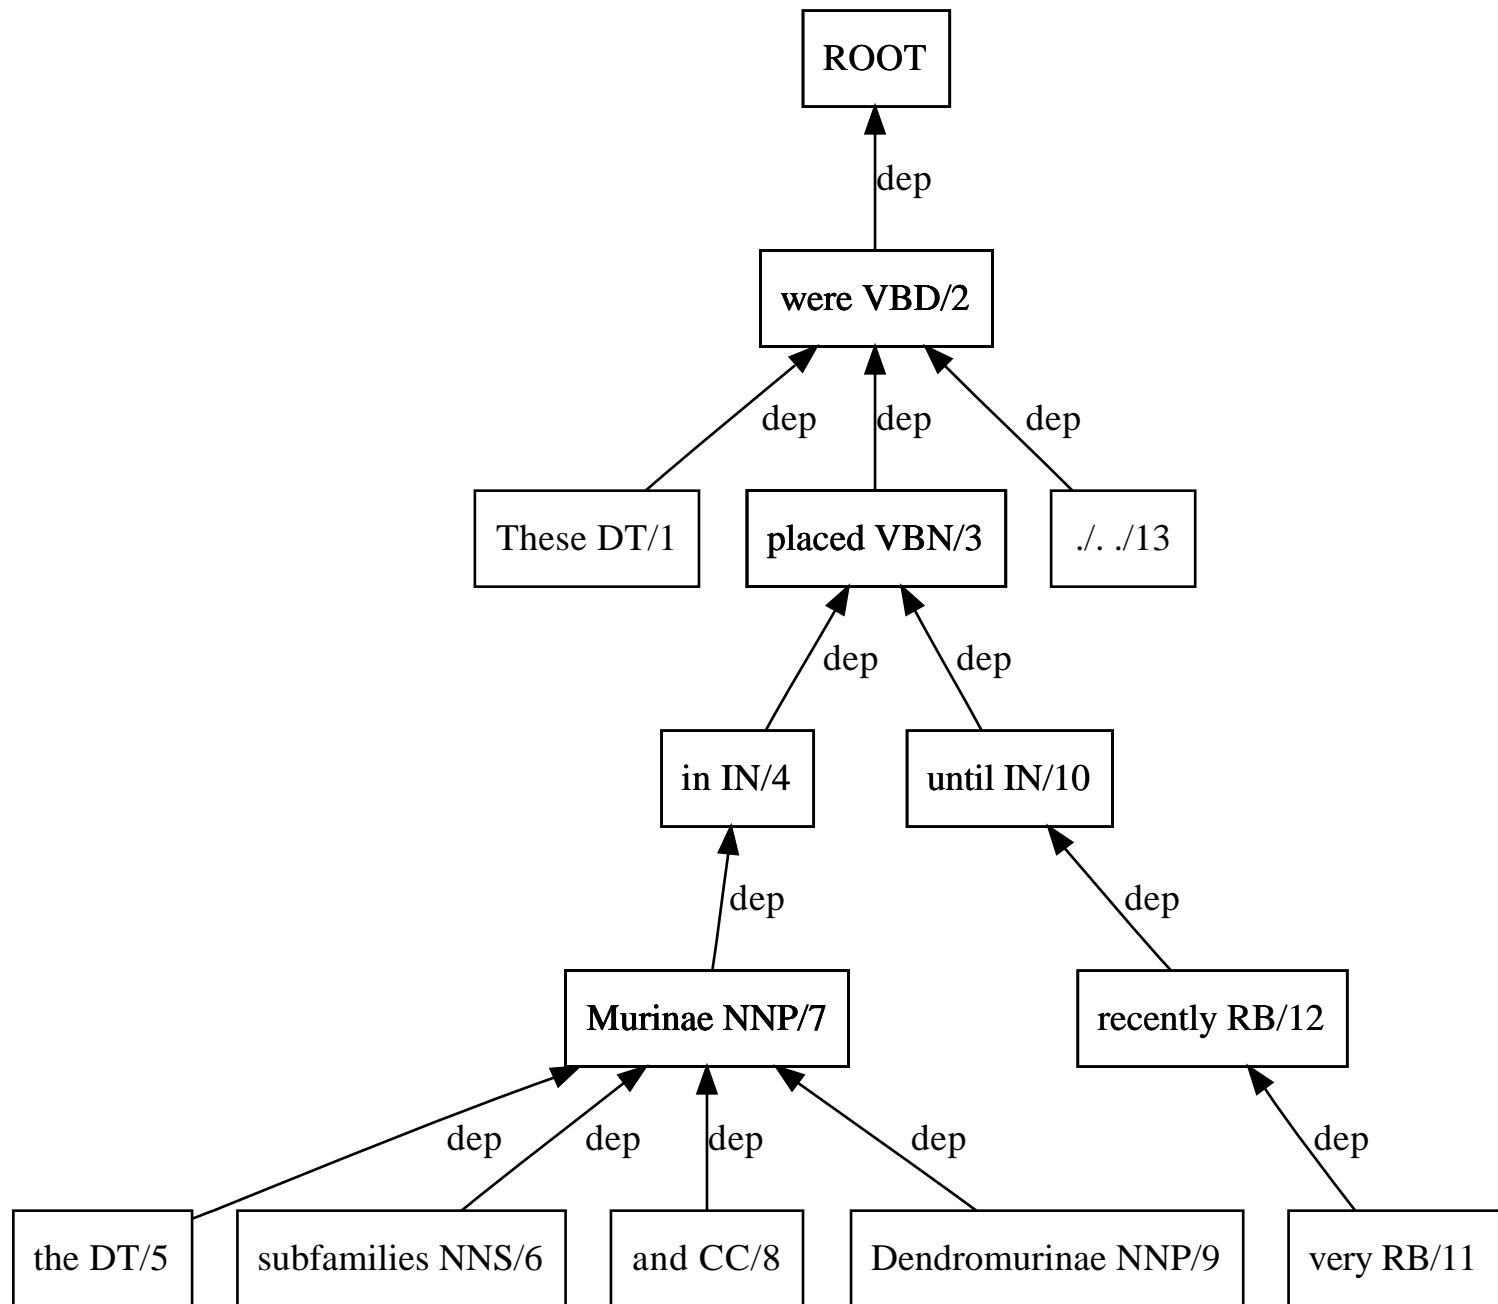 ROOT
dep
were VBD/2
dep dep dep
These DT/1 placed VBN/3 ./. ./13
dep dep
in IN/4 until IN/10
dep dep
Murinae NNP/7 recently RB/12
dep dep dep dep dep
the DT/5 subfamilies NNS/6 and CC/8 Dendromurinae NNP/9 very RB/11